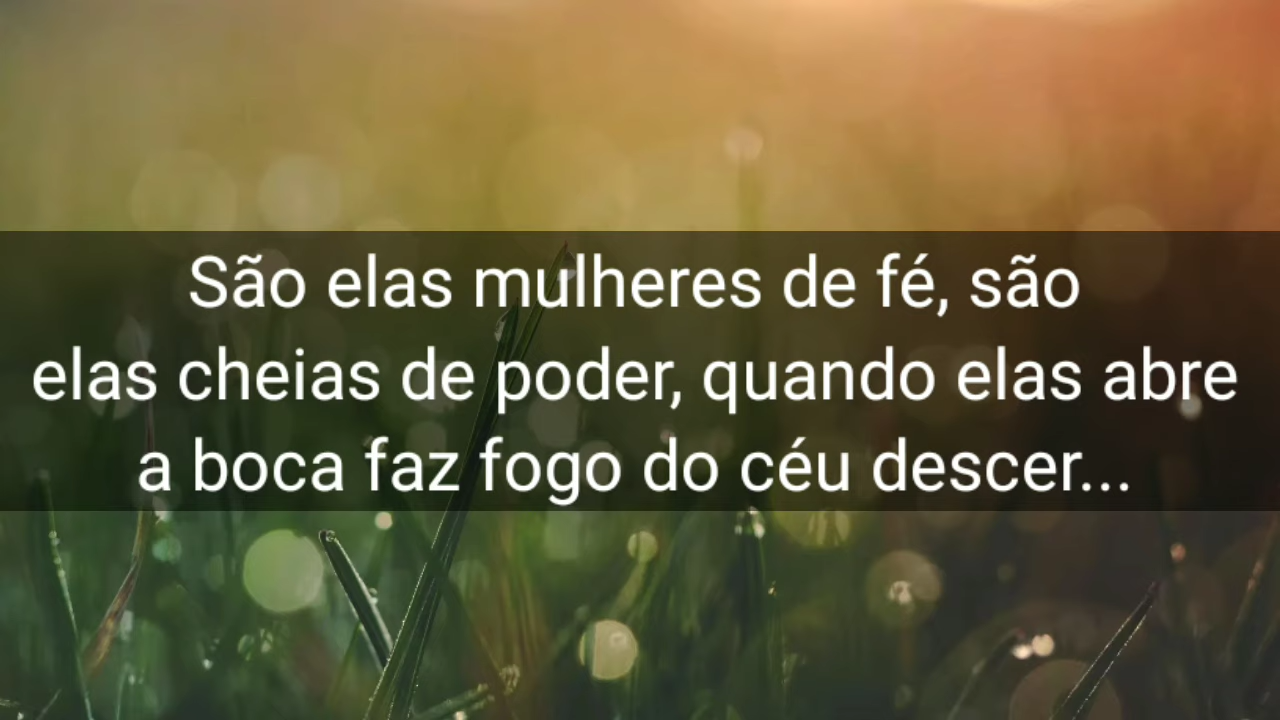 São elas mulheres de fé, são
elas cheias de poder, quando elas abre
a boca faz fogo do céu descer...